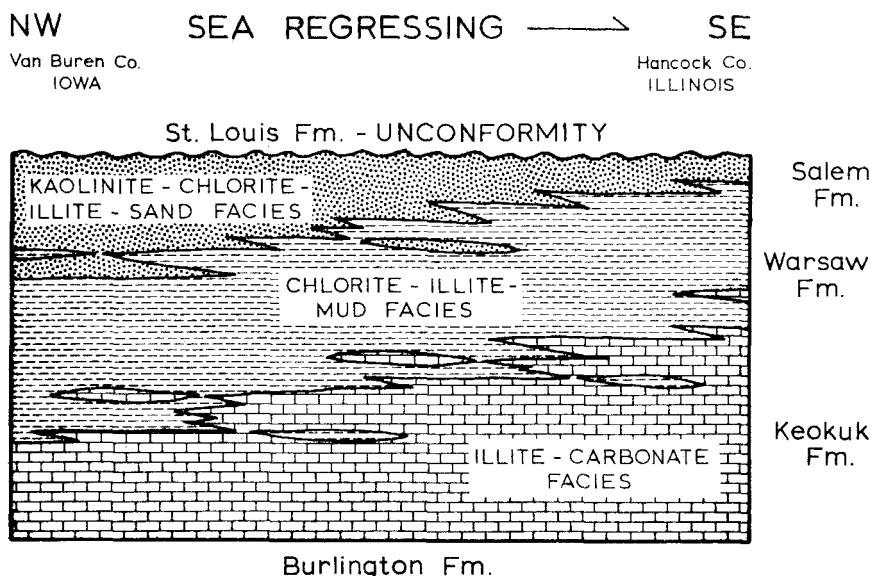 NW SEA REGRESSING SE
Van Buren Co.
IOWA
Hancock Co.
ILLINOIS
St. Louis Fm. - UNCONFORMITY
KAOLINITE - CHLORITE -
ILLITE - SAND FACIES
Salem
Fm.
CHLORITE - ILLITE -
MUD FACIES
Warsaw
Fm.
ILLITE - CARBONATE
FACIES
Keokuk
Fm.
Burlington Fm.